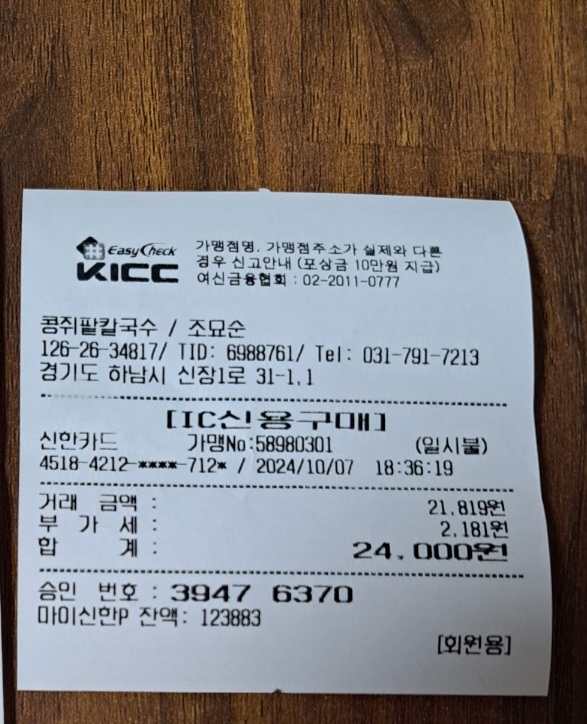 EasyCheck
KICC
가맹점명, 가맹점주소가 실제와 다른
경우 신고안내 (포상금 10만원 지급)
여신금융협회 : 02-2011-0777
콩쥐팥칼국수 / 조묘순
126-26-34817/ TID: 6988761/ Tel: 031-791-7213
경기도 하남시 신장1로 31-1,1
[IC신용구매]
신한카드 가맹No:58980301 (일시불)
4518-4212-****-712* / 2024/10/07 18:36:19
거래 금액 : 21,819원
부 가 세 : 2,181원
합 계 : 24,000원
승인 번호 : 3947 6370
마이신한P 잔액: 123883
[회원용]